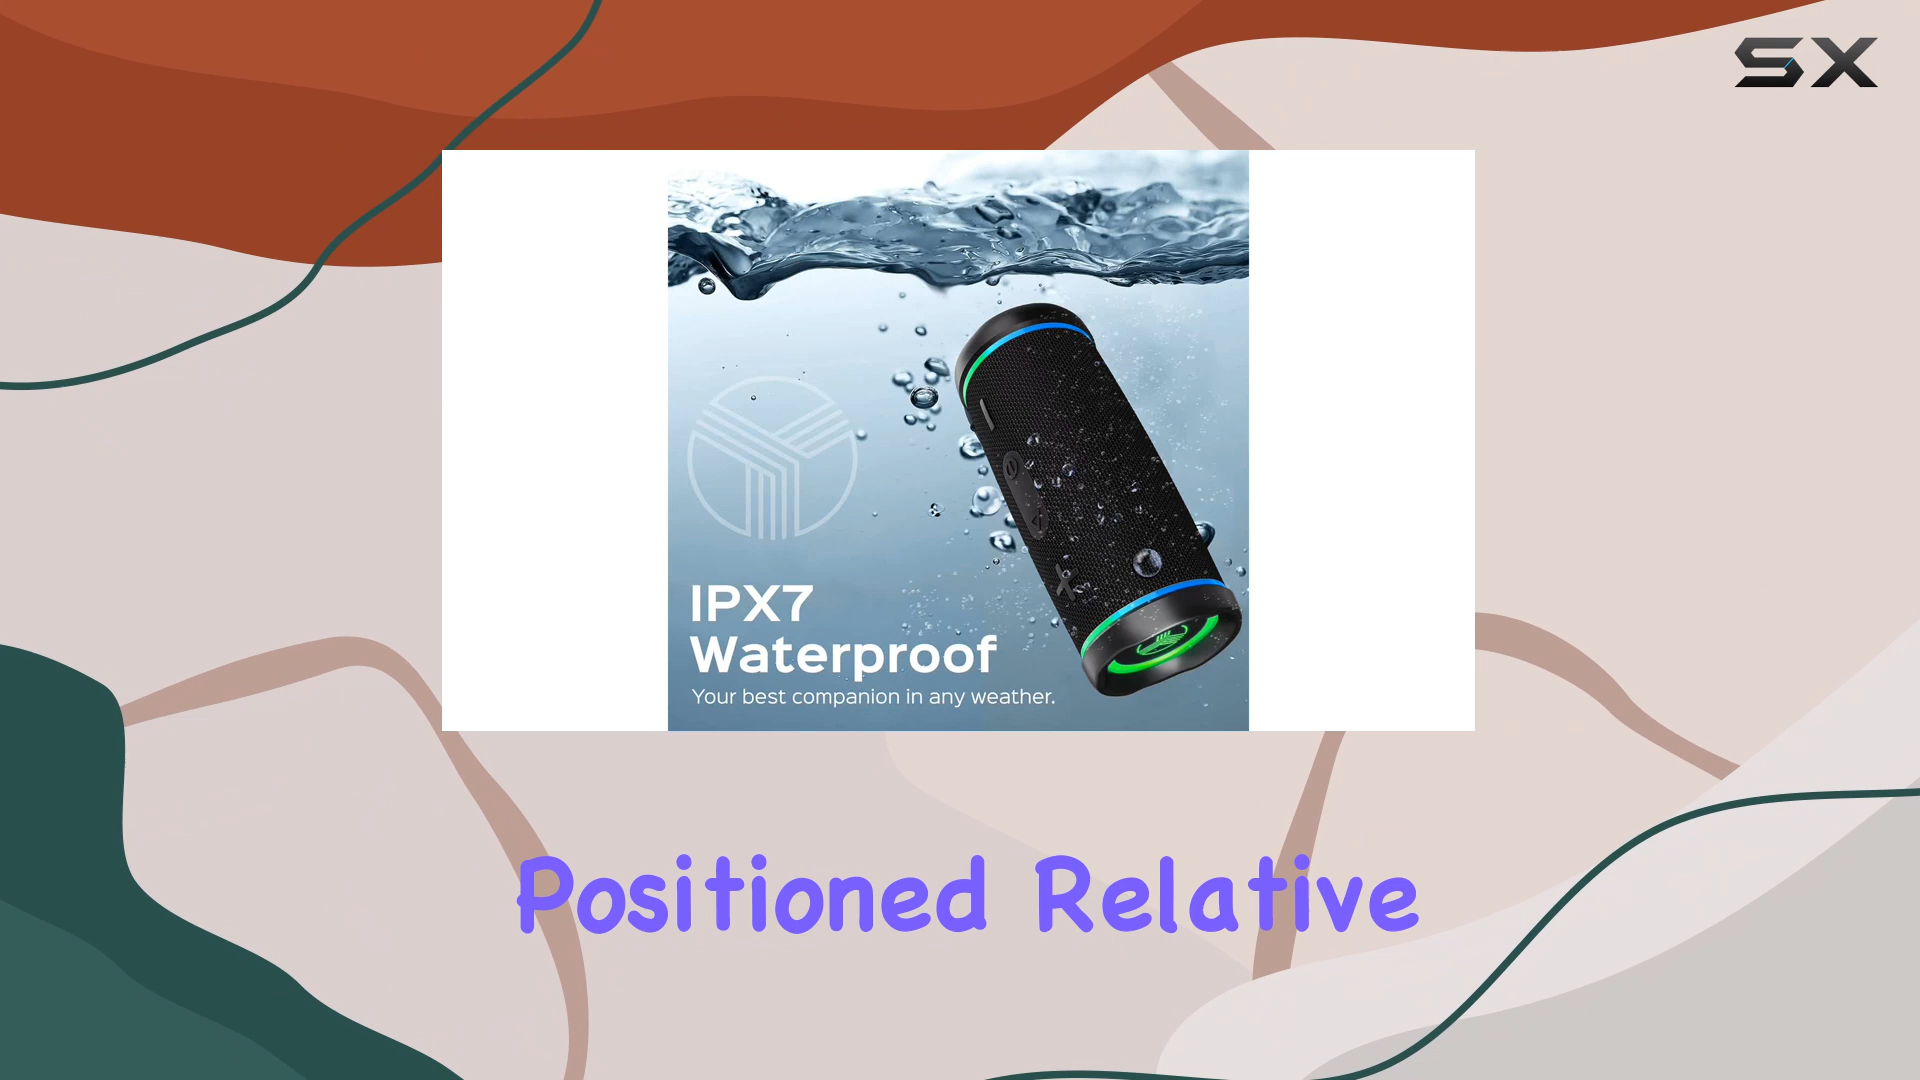 SX
IPX7
Waterproof
Your best companion in any weather.
Positioned Relative